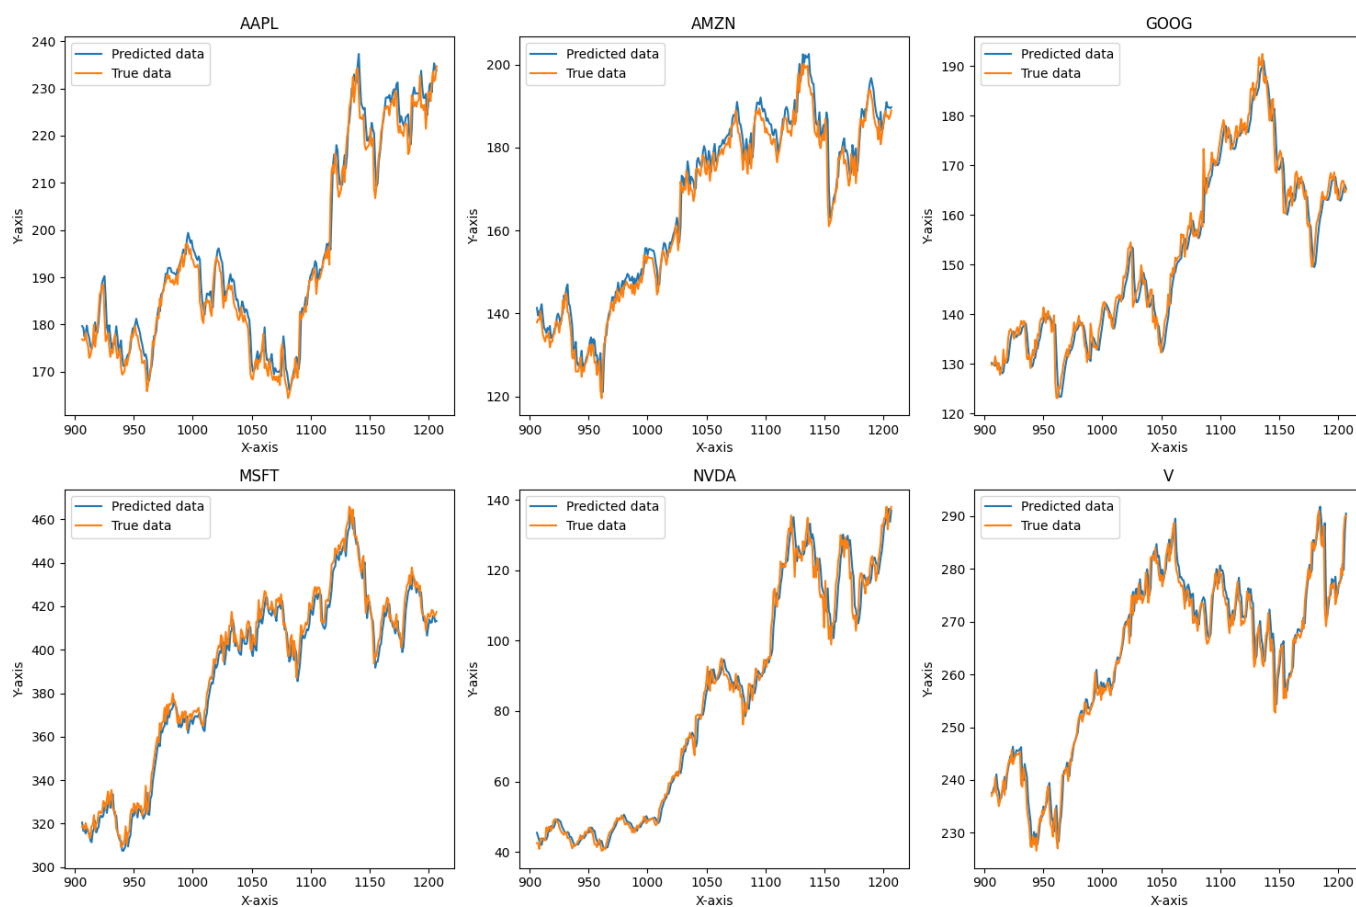 AAPL
AMZN
GOOG
Predicted data
True data
Predicted data
True data
Predicted data
True data
Y-axis
240
230
220
210
200
190
180
170
Y-axis
200
180
160
140
120
Y-axis
190
180
170
160
150
140
130
120
900 950 1000 1050 1100 1150 1200
900 950 1000 1050 1100 1150 1200
900 950 1000 1050 1100 1150 1200
X-axis
X-axis
X-axis
MSFT
NVDA
V
Predicted data
True data
Predicted data
True data
Predicted data
True data
Y-axis
460
440
420
400
380
360
340
320
300
Y-axis
140
120
100
80
60
40
Y-axis
290
280
270
260
250
240
230
900 950 1000 1050 1100 1150 1200
900 950 1000 1050 1100 1150 1200
900 950 1000 1050 1100 1150 1200
X-axis
X-axis
X-axis